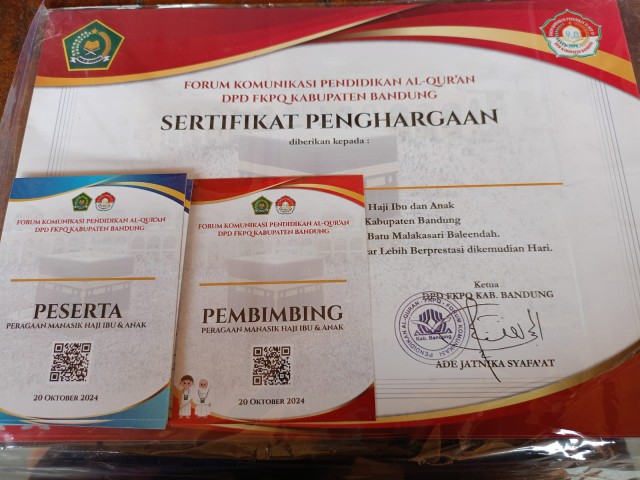 FORUM KOMUNIKASI PENDIDIKAN AL-QUR'AN
DPD FKPQ KABUPATEN BANDUNG
SERTIFIKAT PENGHARGAAN
diberikan kepada :
Haji Ibu dan Anak
Kabupaten Bandung
Batu Malakasari Baleendah.
ar Lebih Berprestasi dikemudian Hari.
Ketua
DPD FKPQ KAB. BANDUNG
Kab. Bandung
ADE JATNIKA SYAFA'AT
FORUM KOMUNIKASI PENDIDIKAN AL-QUR'AN
DPD FKPQ KABUPATEN BANDUNG
PESERTA
PERAGAAN MANASIK HAJI IBU & ANAK
20 OKTOBER 2024
FORUM KOMUNIKASI PENDIDIKAN AL-QUR'AN
DPD FKPQ KABUPATEN BANDUNG
PEMBIMBING
PERAGAAN MANASIK HAJI IBU & ANAK
20 OKTOBER 2024